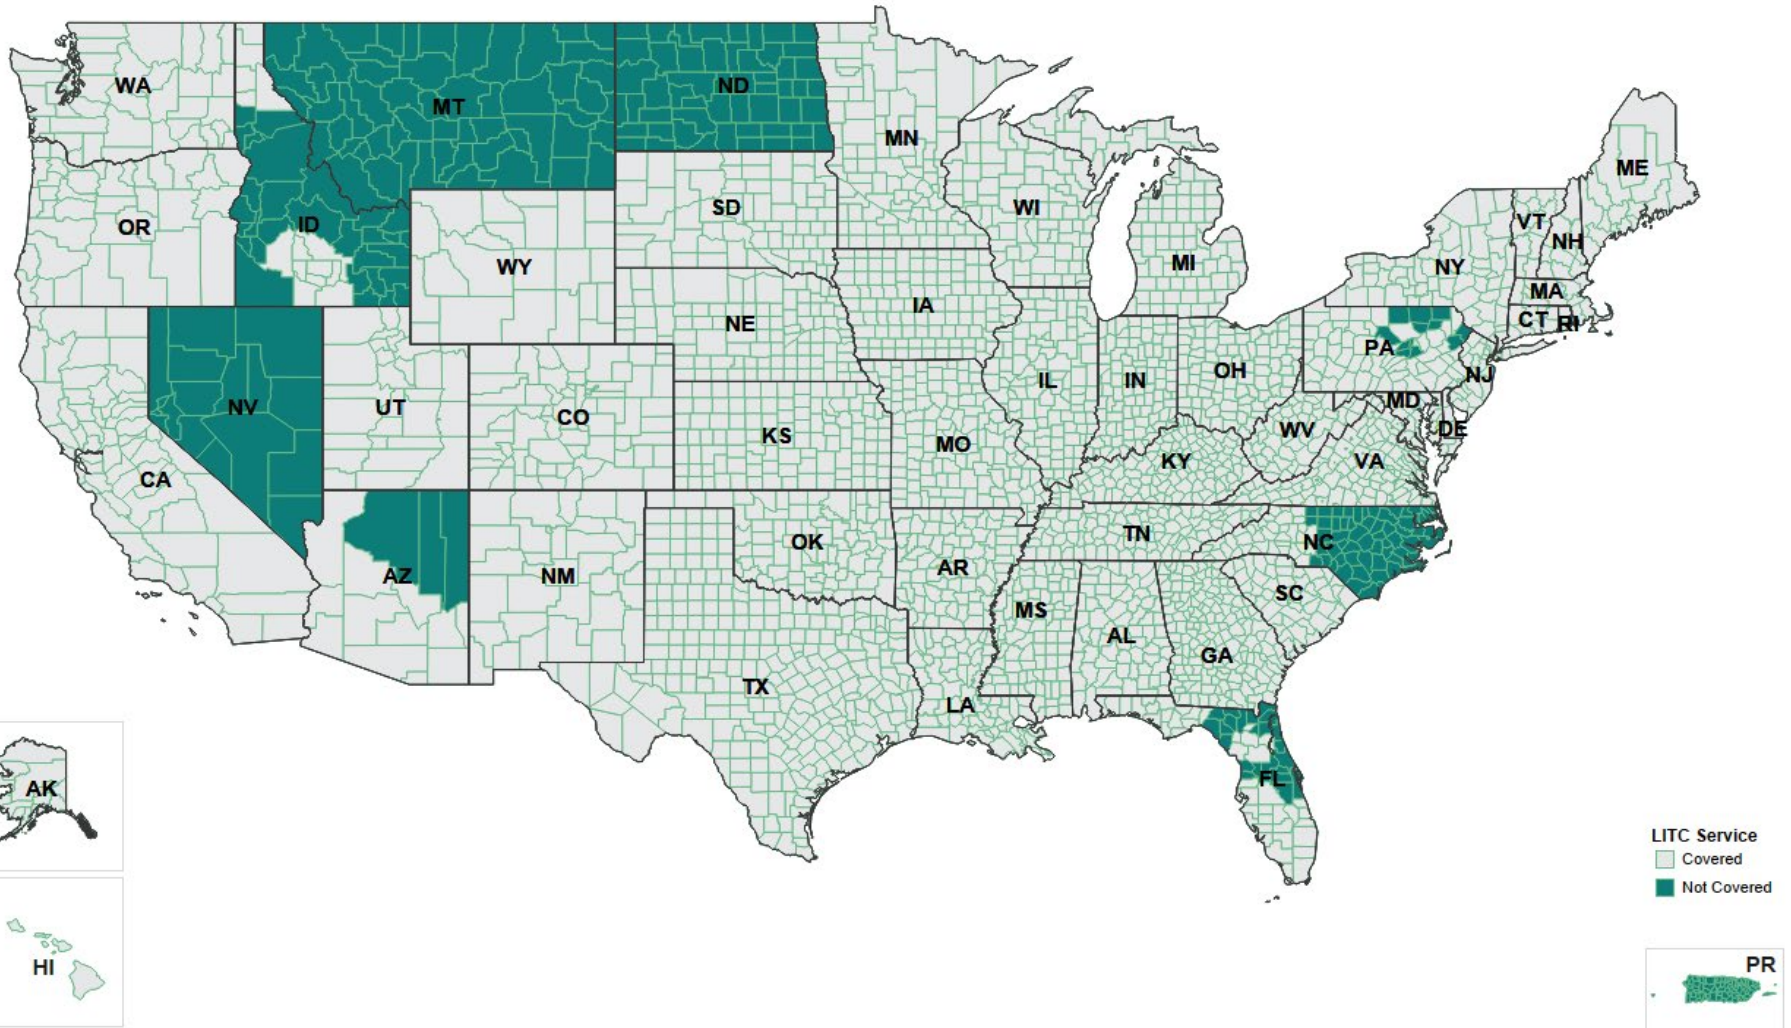 WA
MT
ND
MN
ME
OR
ID
SD
WI
VT
NH
WY
MI
NY
MA
IA
NE
CT
RI
PA
NV
UT
CO
IL
IN
OH
NJ
MD
KS
MO
WV
DE
CA
KY
VA
OK
TN
NC
AZ
NM
AR
SC
MS
AL
GA
TX
LA
FL
AK
HI
LITC Service
Covered
Not Covered
PR